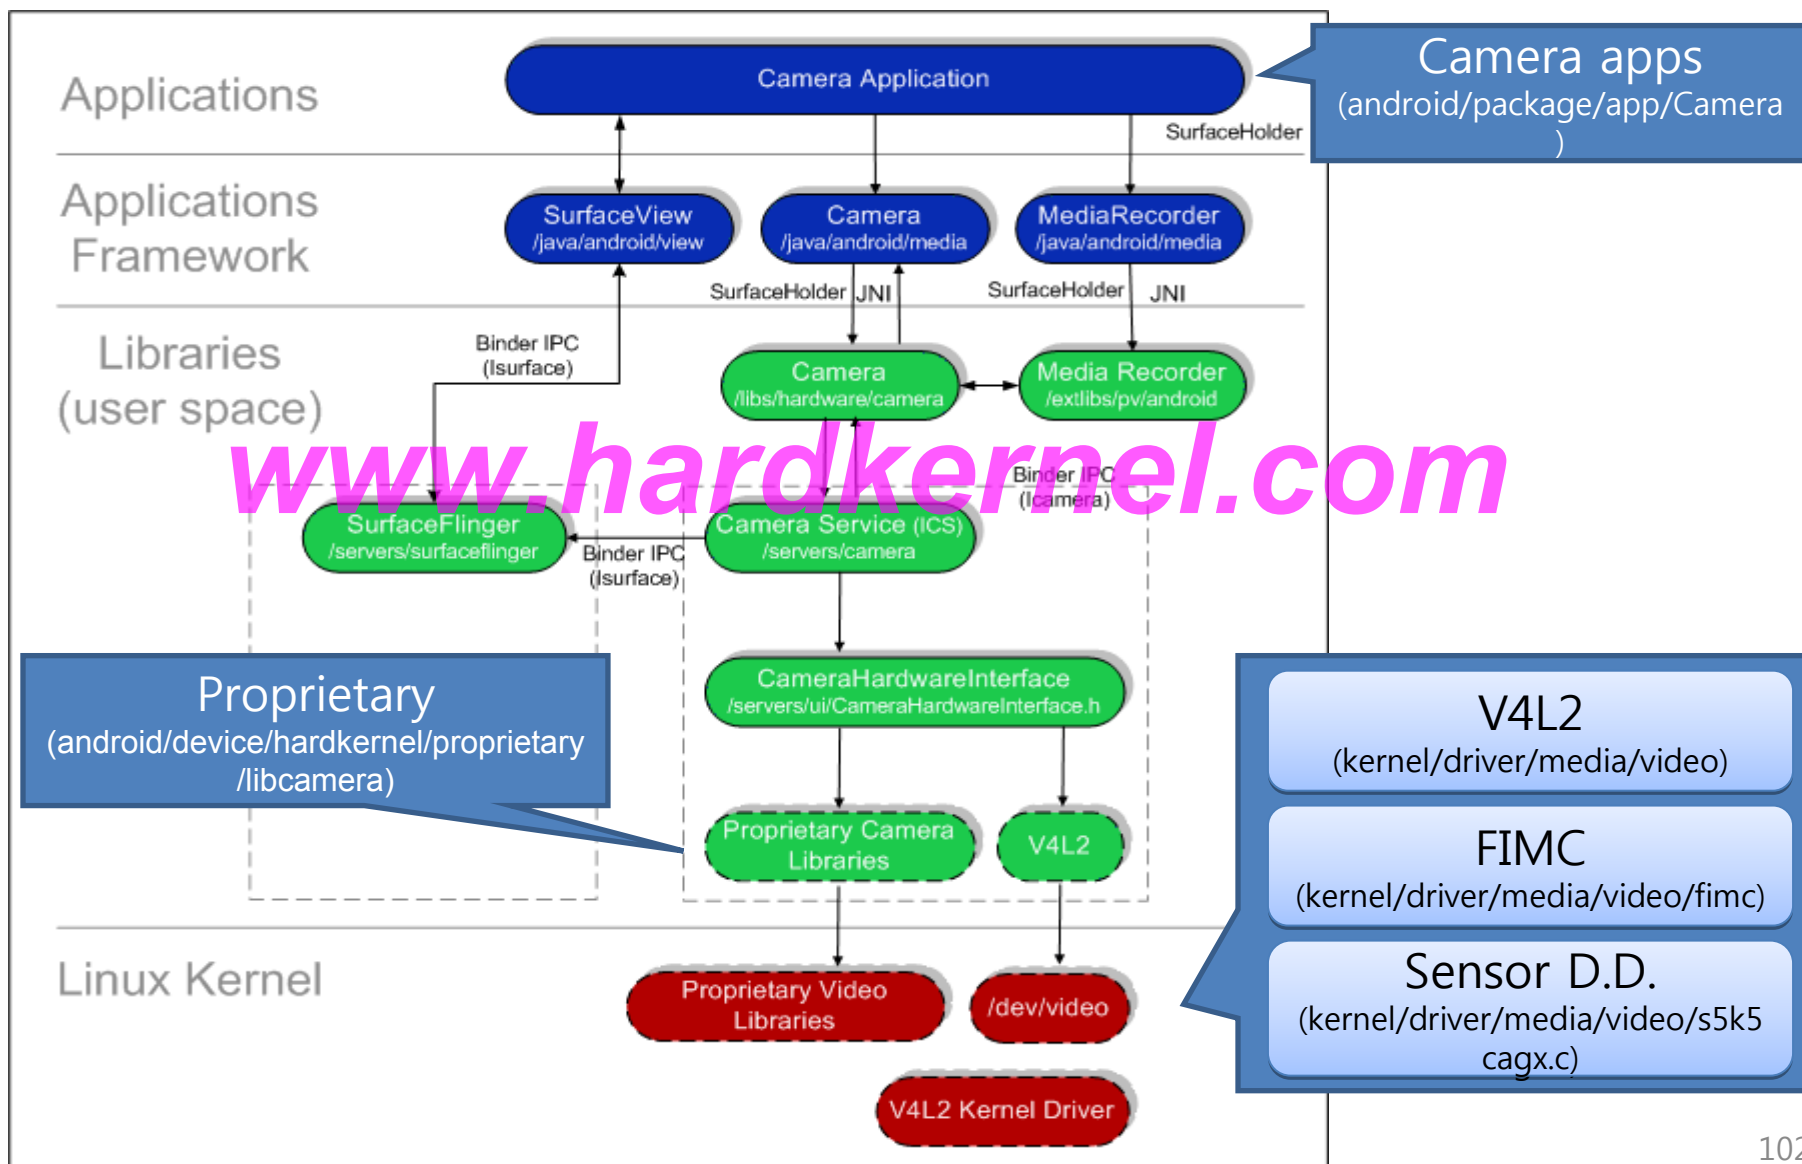 Camera Application
Camera apps
(android/package/app/Camera
)
Applications
SurfaceHolder
Applications
Framework
SurfaceView
/java/android/view
Camera
/java/android/media
MediaRecorder
/java/android/media
SurfaceHolder
JNI
SurfaceHolder
JNI
Libraries
(user space)
Binder IPC
(Isurface)
Camera
/libs/hardware/camera
Media Recorder
/extlibs/pv/android
www.hardkernel.com
Binder IPC
(Icamera)
SurfaceFlinger
/servers/surfaceflinger
Binder IPC
(Isurface)
Camera Service (ICS)
/servers/camera
CameraHardwareInterface
/servers/ui/CameraHardwareInterface.h
Proprietary
(android/device/hardkernel/proprietary
/libcamera)
Proprietary Camera
Libraries
V4L2
V4L2
(kernel/driver/media/video)
FIMC
(kernel/driver/media/video/fimc)
Sensor D.D.
(kernel/driver/media/video/s5k5
cagx.c)
Linux Kernel
Proprietary Video
Libraries
/dev/video
V4L2 Kernel Driver
102